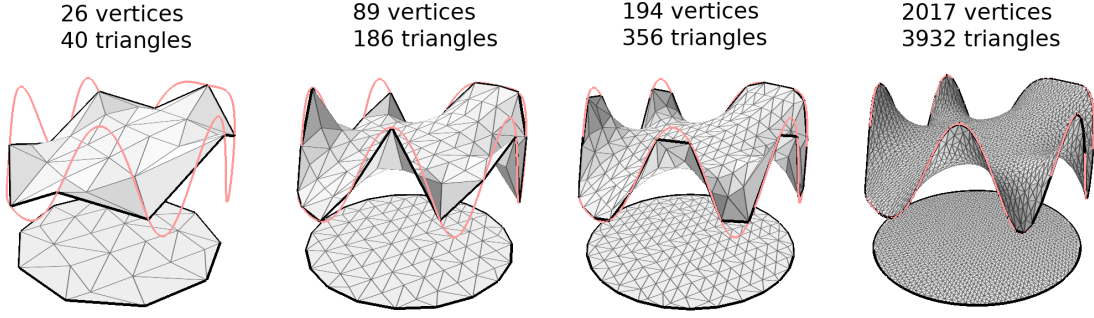 26 vertices
40 triangles
89 vertices
186 triangles
194 vertices
356 triangles
2017 vertices
3932 triangles